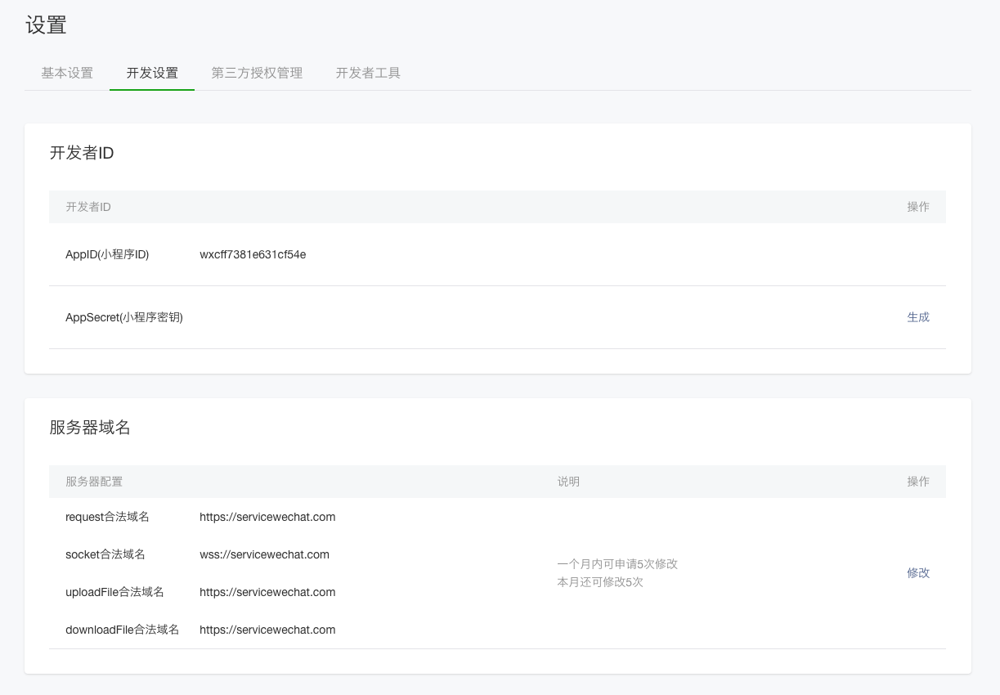 设置
基本设置 开发设置 第三方授权管理 开发者工具
开发者ID
开发者ID 操作
AppID(小程序ID) wxcff7381e631cf54e
AppSecret(小程序密钥) 生成
服务器域名
服务器配置 说明 操作
request合法域名 https://servicewechat.com
socket合法域名 wss://servicewechat.com
一个月内可申请5次修改
本月还可修改5次
修改
uploadFile合法域名 https://servicewechat.com
downloadFile合法域名 https://servicewechat.com